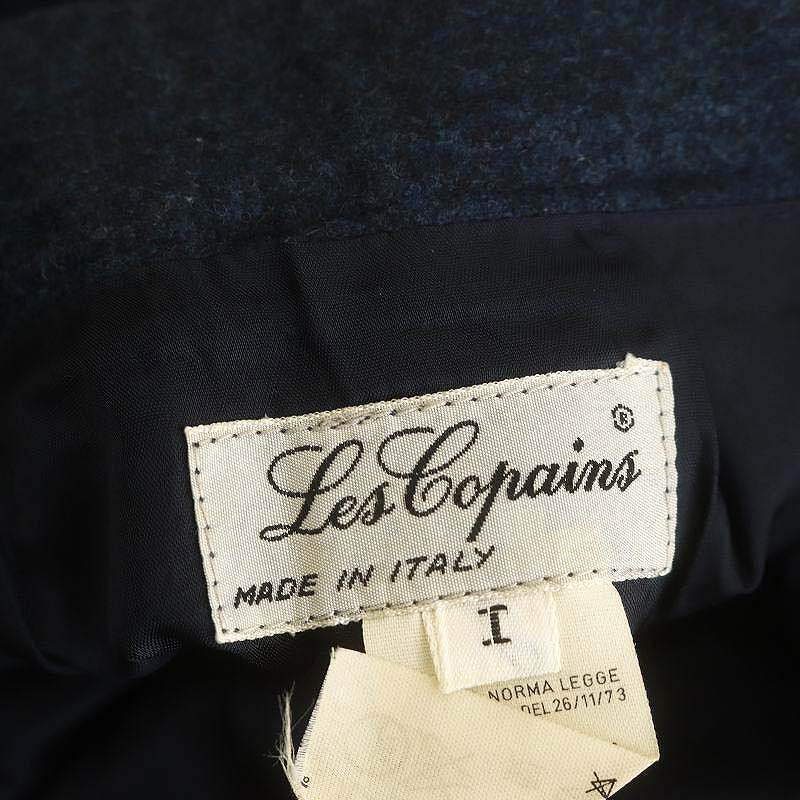 Les Copains ®
MADE IN ITALY
I
NORMA LEGGE
DEL 26/11/73